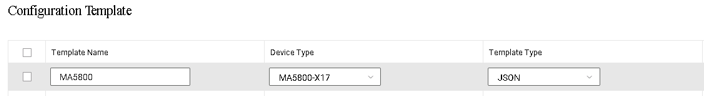 Configuration Template
Template Name Device Type Template Type
MA5800 MA5800-X17 JSON